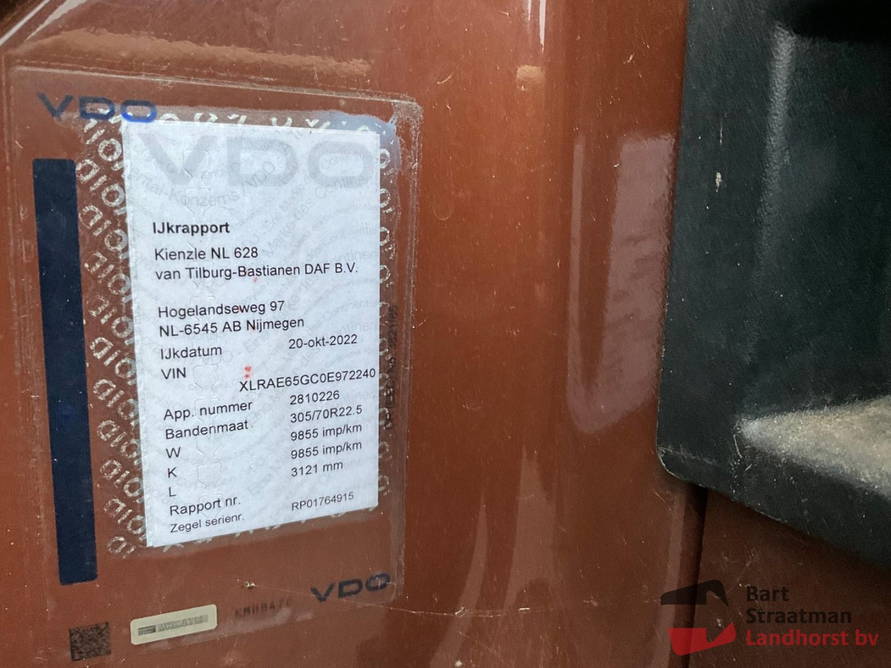 VDO
VDO
IJkrapport
Kienzle NL 628
van Tilburg-Bastianen DAF B.V.
Hogelandseweg 97
NL-6545 AB Nijmegen
IJkdatum 20-okt-2022
VIN
XLRAE65GC0E972240
App. nummer 2810226
Bandenmaat 305/70R22.5
W 9855 imp/km
K 9855 imp/km
L 3121 mm
Rapport nr. RP01764915
Zegel serienr.
VDO
Bart
Straatman
Landhorst bv